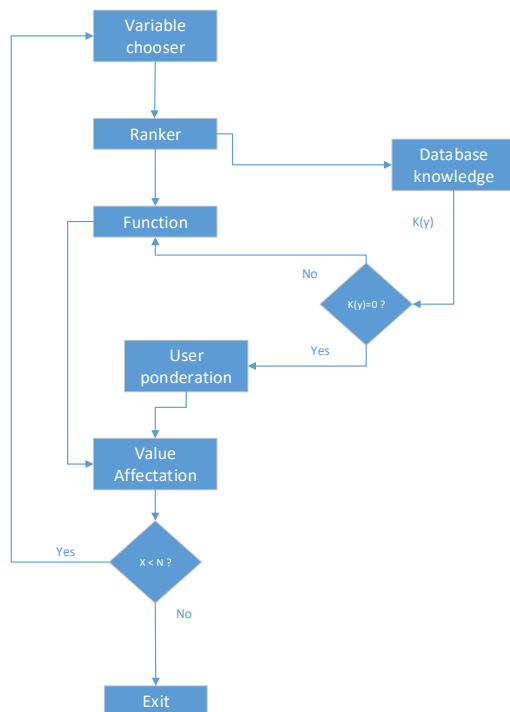 Variable
chooser
Ranker
Database
knowledge
Function
K(y)
No
K(y)=0 ?
Yes
User
ponderation
Value
Affectation
Yes
X < N ?
No
Exit